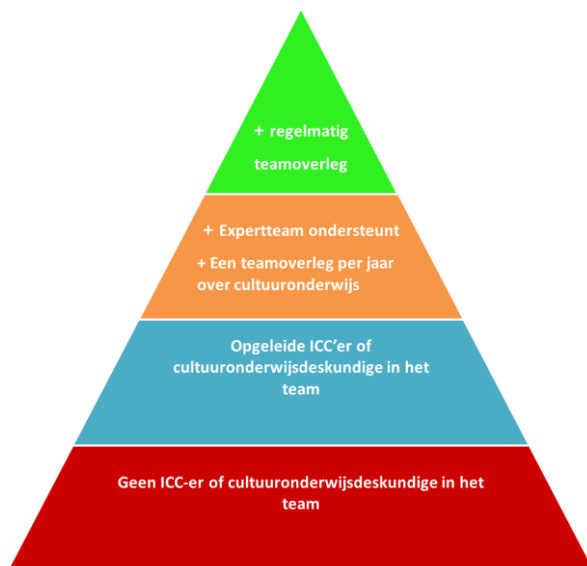 + regelmatig
teamoverleg
+ Expertteam ondersteunt
+ Een teamoverleg per jaar
over cultuuronderwijs
Opgeleide ICC’er of
cultuuronderwijsdeskundige in het
team
Geen ICC-er of cultuuronderwijsdeskundige in het
team